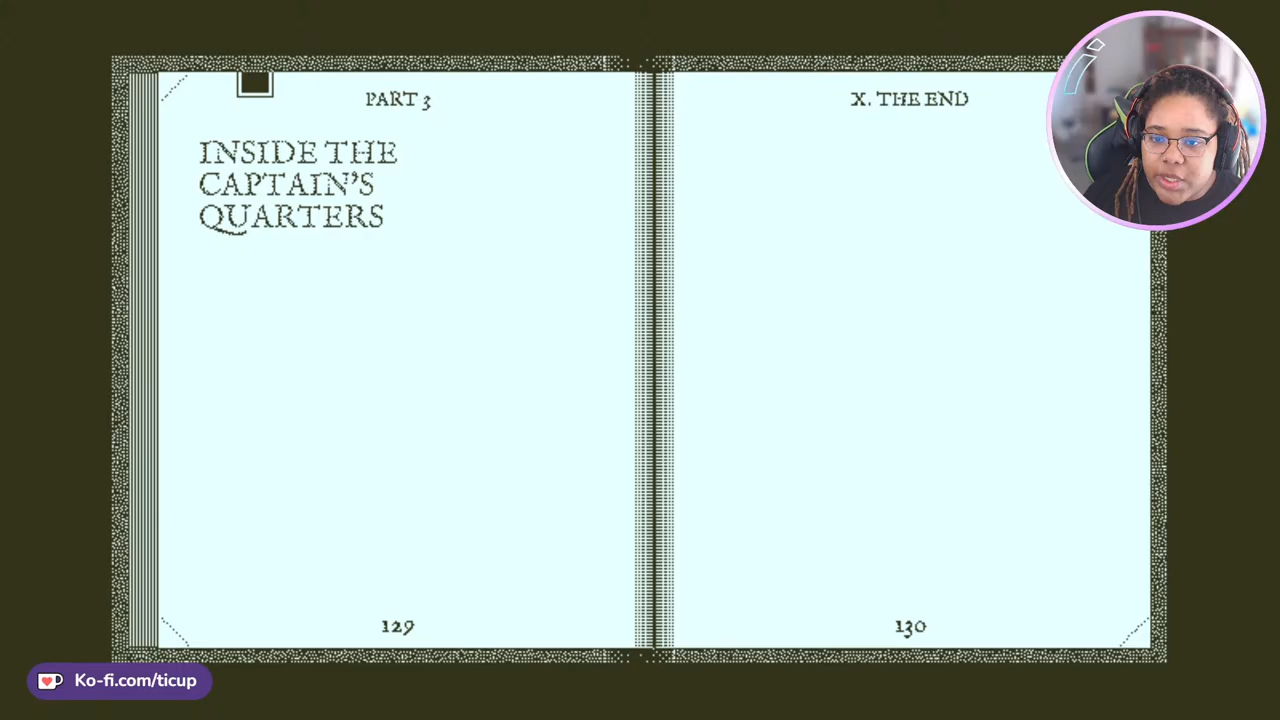 PART 3
INSIDE THE
CAPTAIN'S
QUARTERS
129
X. THE END
130
Ko-fi.com/ticup